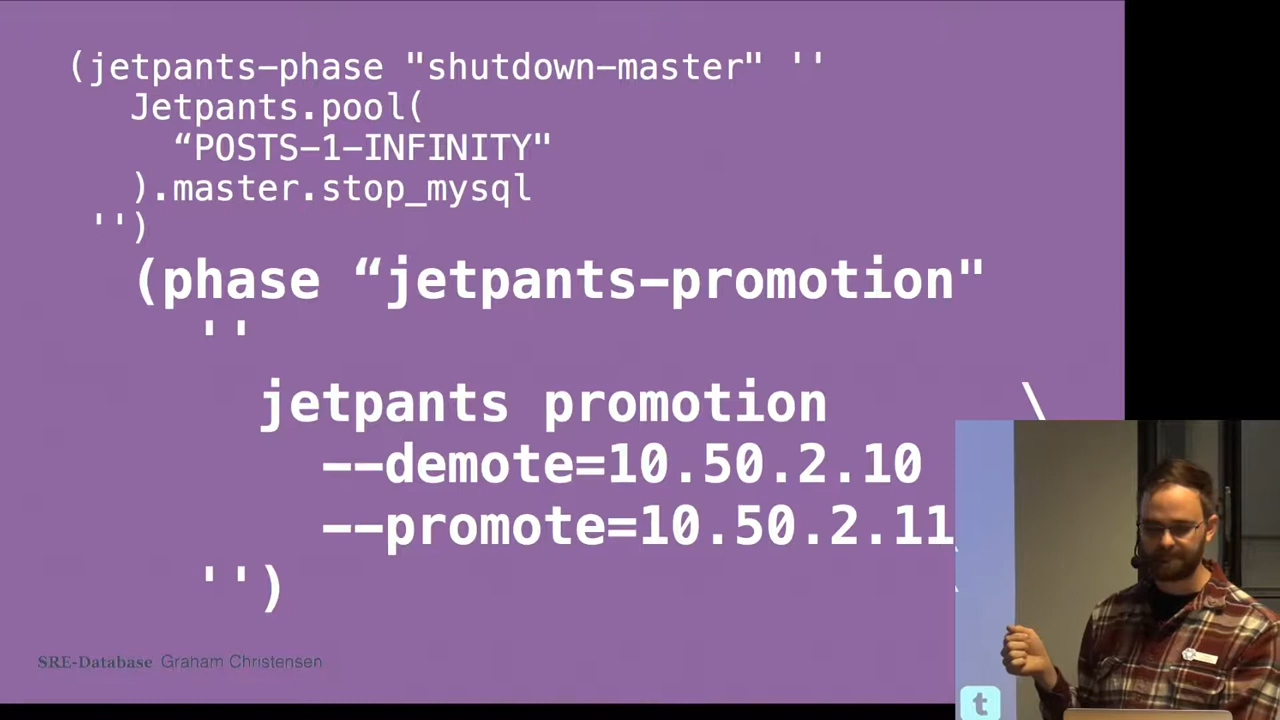 (jetpants-phase "shutdown-master" ''
Jetpants.pool(
“POSTS-1-INFINITY"
).master.stop_mysql
'')
(phase “jetpants-promotion"
''
jetpants promotion \
--demote=10.50.2.10
--promote=10.50.2.11
'')
SRE-Database Graham Christensen
t